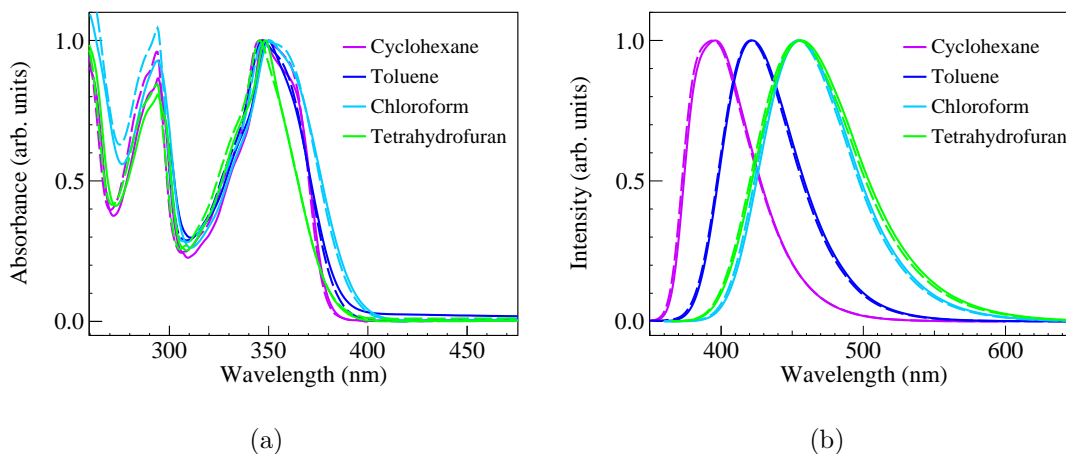 Absorbance (arb. units)
1.0
0.5
0.0
Cyclohexane
Toluene
Chloroform
Tetrahydrofuran
300
350
400
450
Wavelength (nm)
(a)
Intensity (arb. units)
1.0
0.5
0.0
Cyclohexane
Toluene
Chloroform
Tetrahydrofuran
400
500
600
Wavelength (nm)
(b)